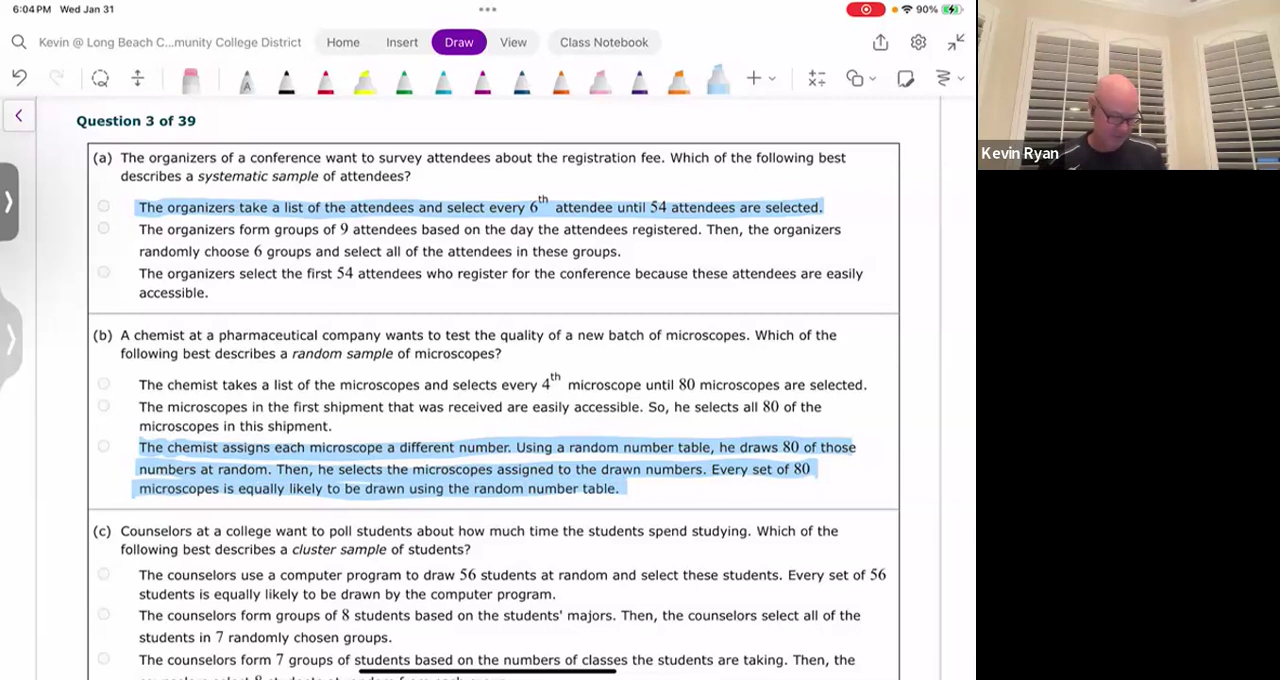 6:04 PM Wed Jan 31
90%
Kevin @ Long Beach C...munity College District
Home
Insert
Draw
View
Class Notebook
A
Question 3 of 39
(a) The organizers of a conference want to survey attendees about the registration fee. Which of the following best
describes a systematic sample of attendees?
The organizers take a list of the attendees and select every 6th attendee until 54 attendees are selected.
The organizers form groups of 9 attendees based on the day the attendees registered. Then, the organizers
randomly choose 6 groups and select all of the attendees in these groups.
The organizers select the first 54 attendees who register for the conference because these attendees are easily
accessible.
(b) A chemist at a pharmaceutical company wants to test the quality of a new batch of microscopes. Which of the
following best describes a random sample of microscopes?
The chemist takes a list of the microscopes and selects every 4th microscope until 80 microscopes are selected.
The microscopes in the first shipment that was received are easily accessible. So, he selects all 80 of the
microscopes in this shipment.
The chemist assigns each microscope a different number. Using a random number table, he draws 80 of those
numbers at random. Then, he selects the microscopes assigned to the drawn numbers. Every set of 80
microscopes is equally likely to be drawn using the random number table.
(c) Counselors at a college want to poll students about how much time the students spend studying. Which of the
following best describes a cluster sample of students?
The counselors use a computer program to draw 56 students at random and select these students. Every set of 56
students is equally likely to be drawn by the computer program.
The counselors form groups of 8 students based on the students' majors. Then, the counselors select all of the
students in 7 randomly chosen groups.
The counselors form 7 groups of students based on the numbers of classes the students are taking. Then, the
Kevin Ryan